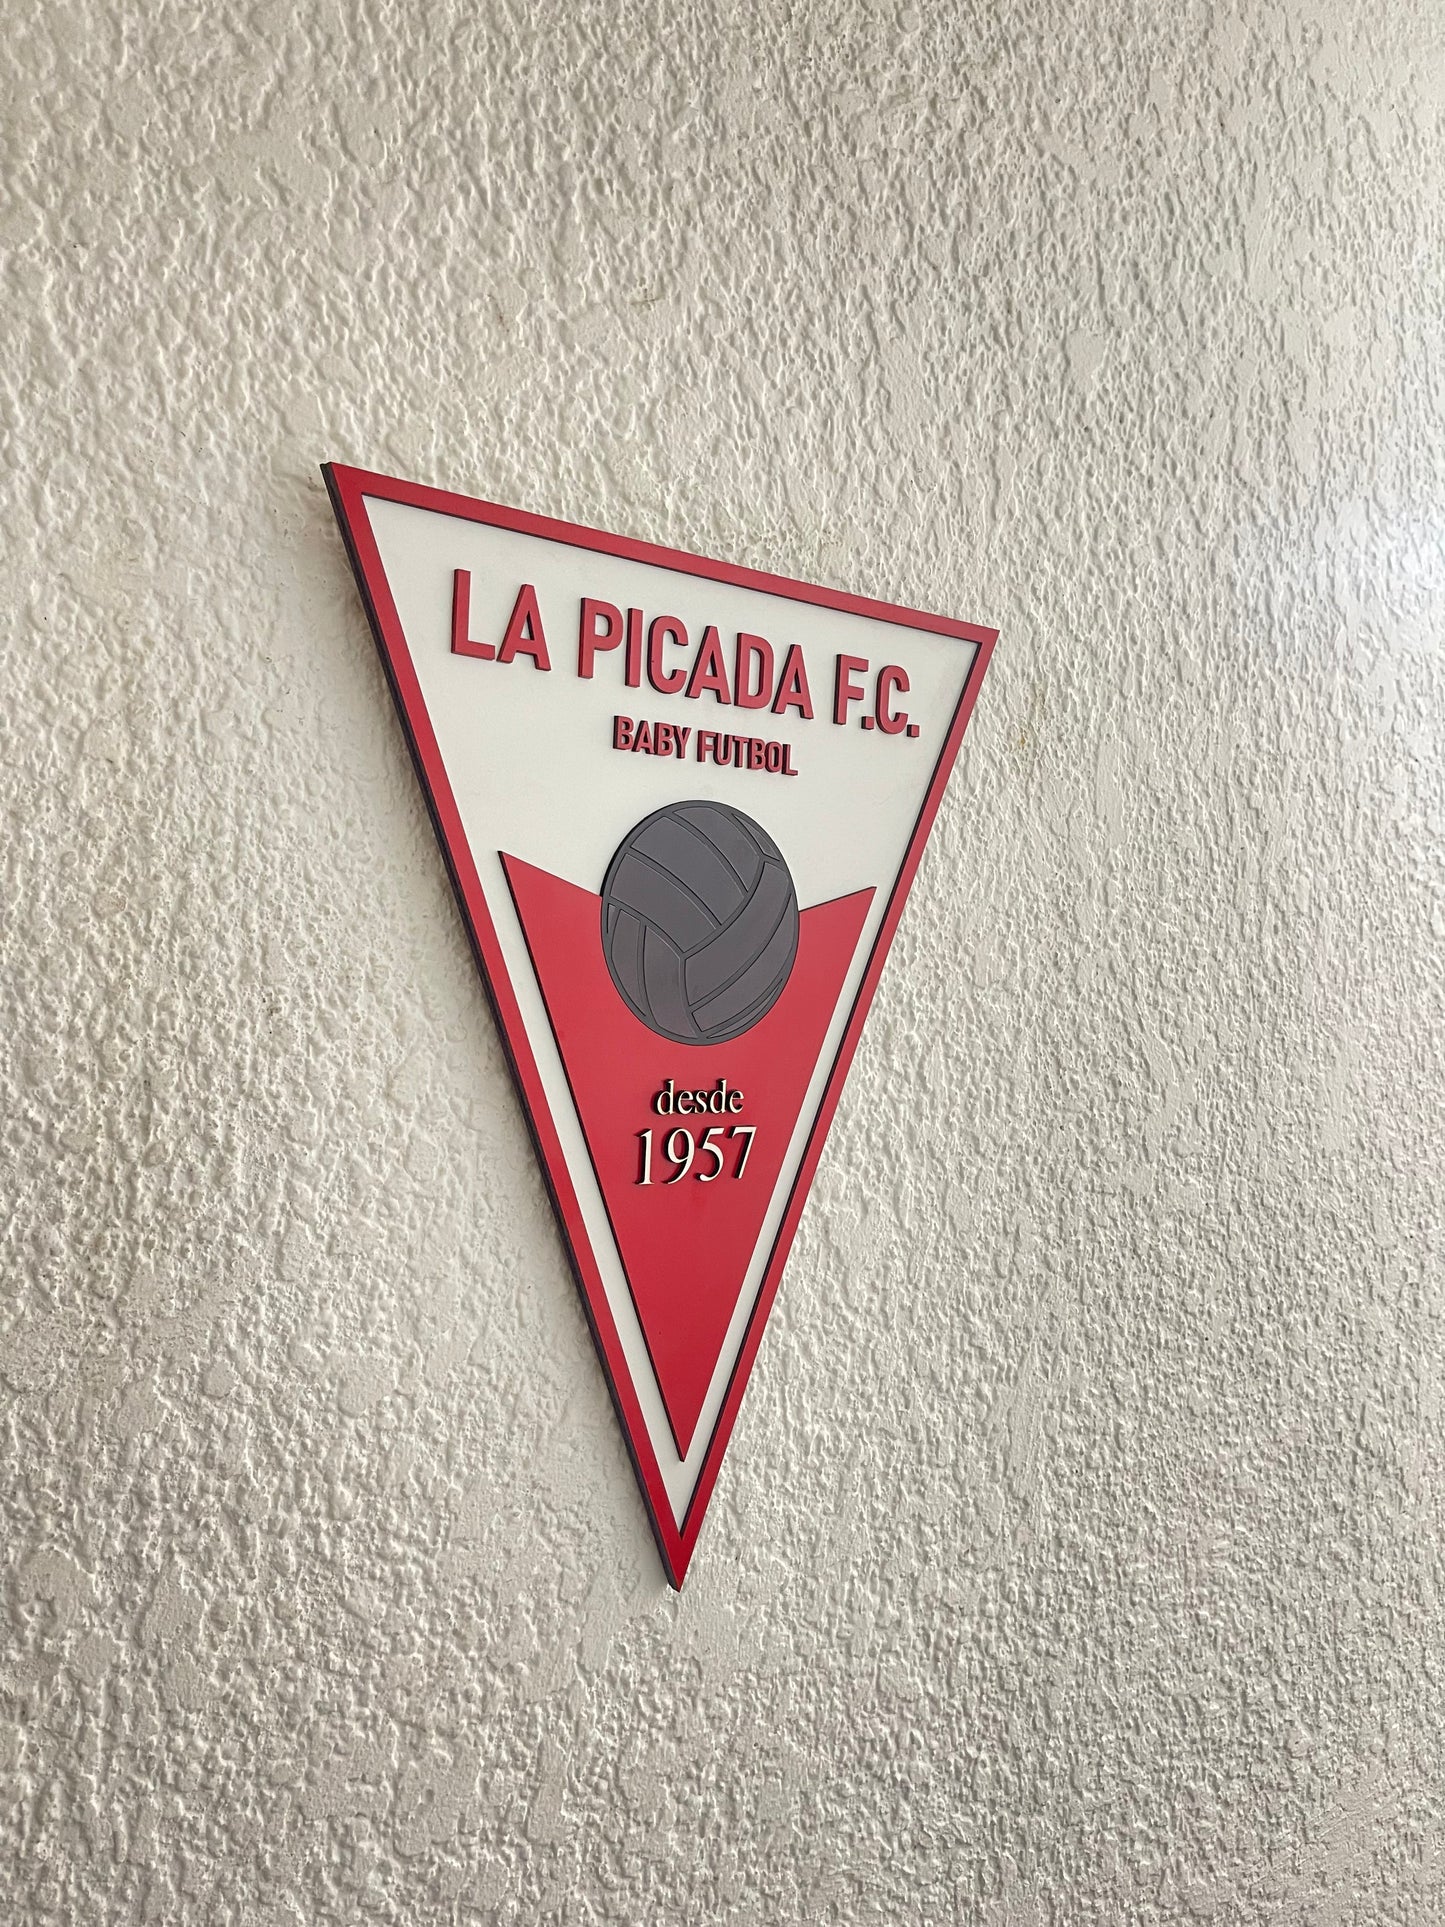 LA PICADA F.C.
BABY FUTBOL
desde
1957